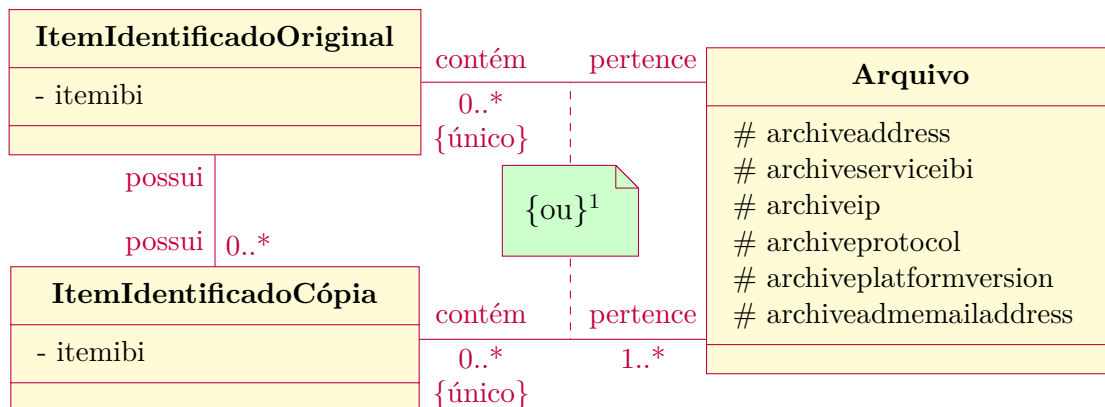 ItemIdentificadoOriginal
- itemibi
contém
0..*
{único}
pertence
Arquivo
# archiveaddress
# archiveserviceibi
# archiveip
# archiveprotocol
# archiveplatformversion
# archiveadmemailaddress
possui
possui
0..*
{ou}¹
ItemIdentificadoCópia
- itemibi
contém
0..*
{único}
pertence
1..*